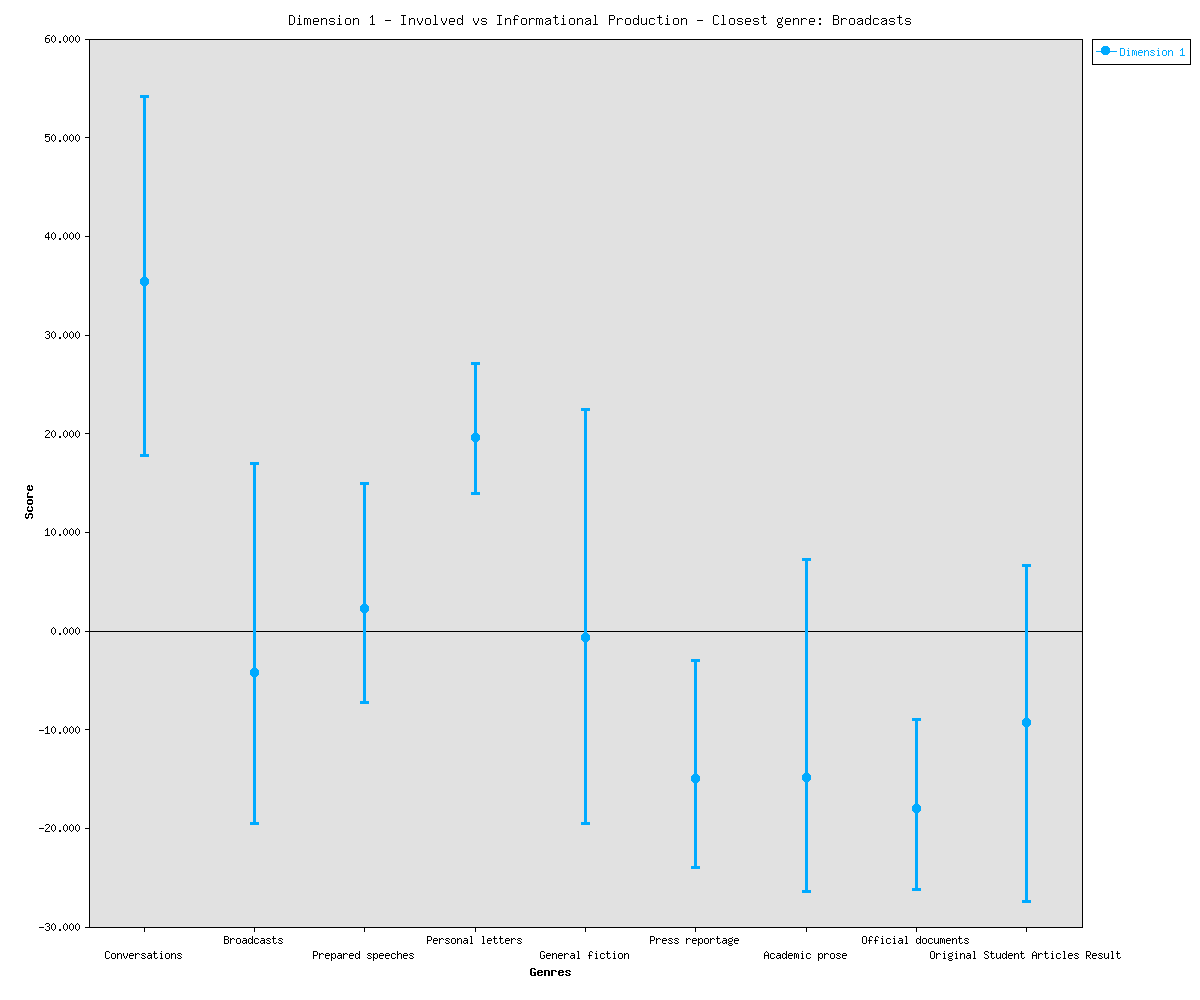 Dimension 1 - Involved vs Informational Production - Closest genre: Broadcasts
Dimension 1
60.000
50.000
40.000
30.000
20.000
10.000
0.000
-10.000
-20.000
-30.000
Score
Broadcasts Personal letters Press reportage Official documents
Conversations Prepared speeches General fiction Academic prose Original Student Articles Result
Genres